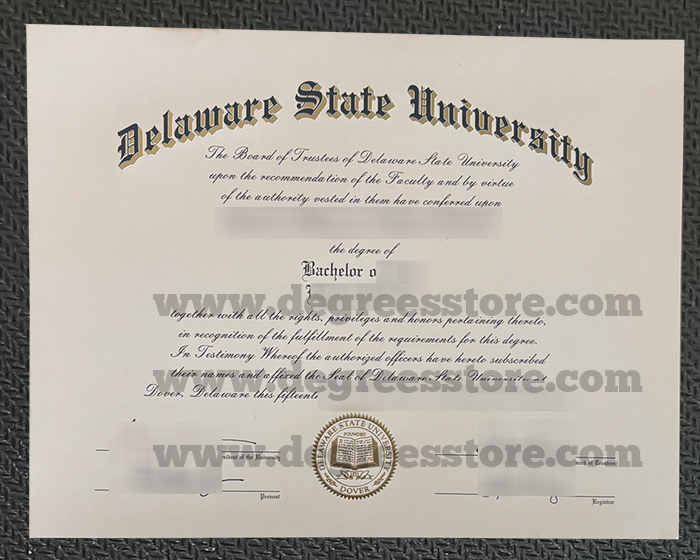 Delaware State University
The Board of Trustees of Delaware State University
upon the recommendation of the Faculty and by virtue
of the authority vested in them have conferred upon
the degree of
Bachelor o
www.degreesstore.com
together with all the rights, privileges and honors pertaining thereto,
in recognition of the fulfillment of the requirements for this degree.
In Testimony Whereof the authorized officers have hereto subscribed
www.degreesstore.com
their names and affixed the Seal of Delaware State University at
Dover, Delaware this fifteent
DELAWARE STATE UNIVERSITY
FOUNDED
DOVER
www.degreesstore.com
resident of the University
ard of Trustees
Provost
Registrar